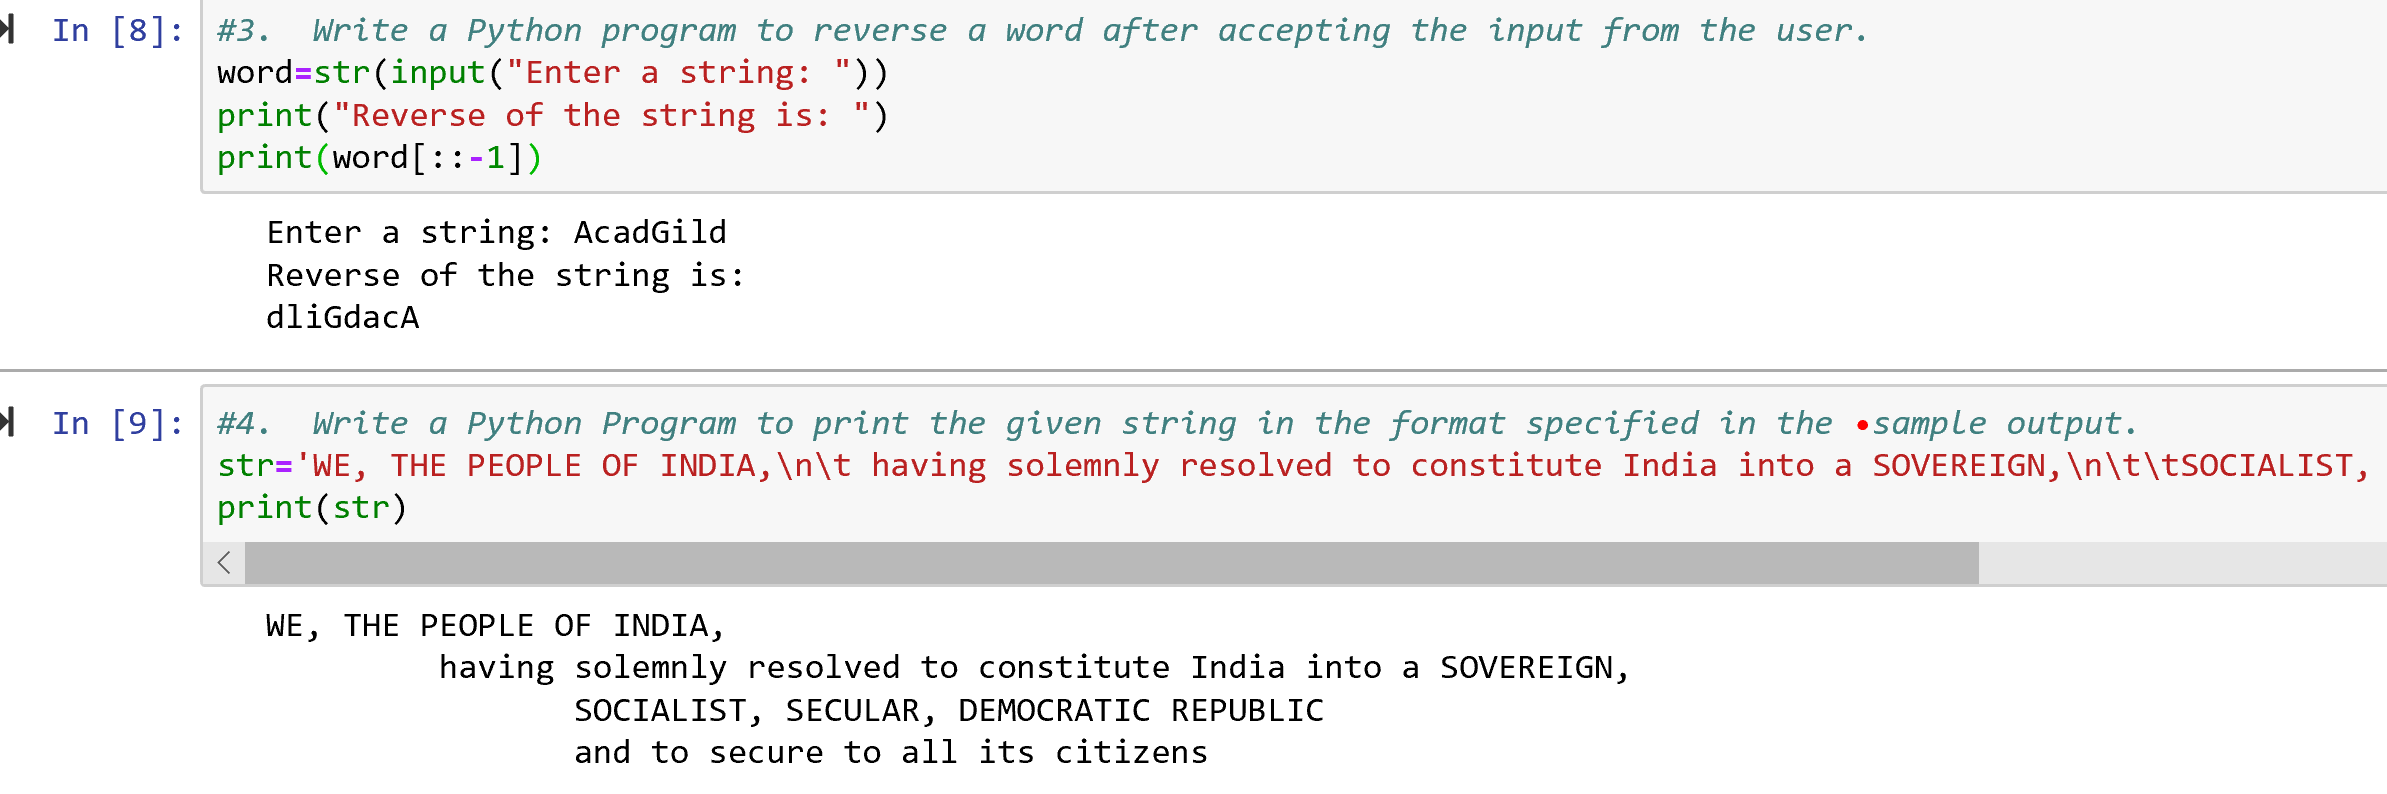 In [8]: #3.  Write a Python program to reverse a word after accepting the input from the user.
word=str(input("Enter a string: "))
print("Reverse of the string is: ")
print(word[::-1])
Enter a string: AcadGild
Reverse of the string is:
dliGdacA
In [9]: #4.  Write a Python Program to print the given string in the format specified in the •sample output.
str='WE, THE PEOPLE OF INDIA,\n\t having solemnly resolved to constitute India into a SOVEREIGN,\n\t\tSOCIALIST,
print(str)
WE, THE PEOPLE OF INDIA,
         having solemnly resolved to constitute India into a SOVEREIGN,
                SOCIALIST, SECULAR, DEMOCRATIC REPUBLIC
                and to secure to all its citizens